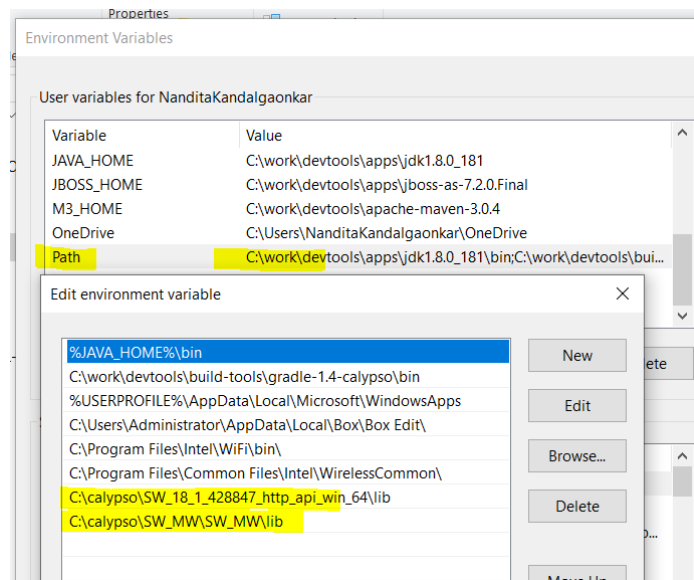 Properties
Environment Variables
User variables for NanditaKandalgaonkar
Variable Value
JAVA_HOME C:\work\devtools\apps\jdk1.8.0_181
JBOSS_HOME C:\work\devtools\apps\jboss-as-7.2.0.Final
M3_HOME C:\work\devtools\apache-maven-3.0.4
OneDrive C:\Users\NanditaKandalgaonkar\OneDrive
Path C:\work\devtools\apps\jdk1.8.0_181\bin;C:\work\devtools\bui...
Edit environment variable
%JAVA_HOME%\bin
New
ete
C:\work\devtools\build-tools\gradle-1.4-calypso\bin
%USERPROFILE%\AppData\Local\Microsoft\WindowsApps
Edit
C:\Users\Administrator\AppData\Local\Box\Box Edit\
C:\Program Files\Intel\WiFi\bin\
Browse...
C:\Program Files\Common Files\Intel\WirelessCommon\
C:\calypso\SW_18_1_428847_http_api_win_64\lib
Delete
C:\calypso\SW_MW\SW_MW\lib
Move Up